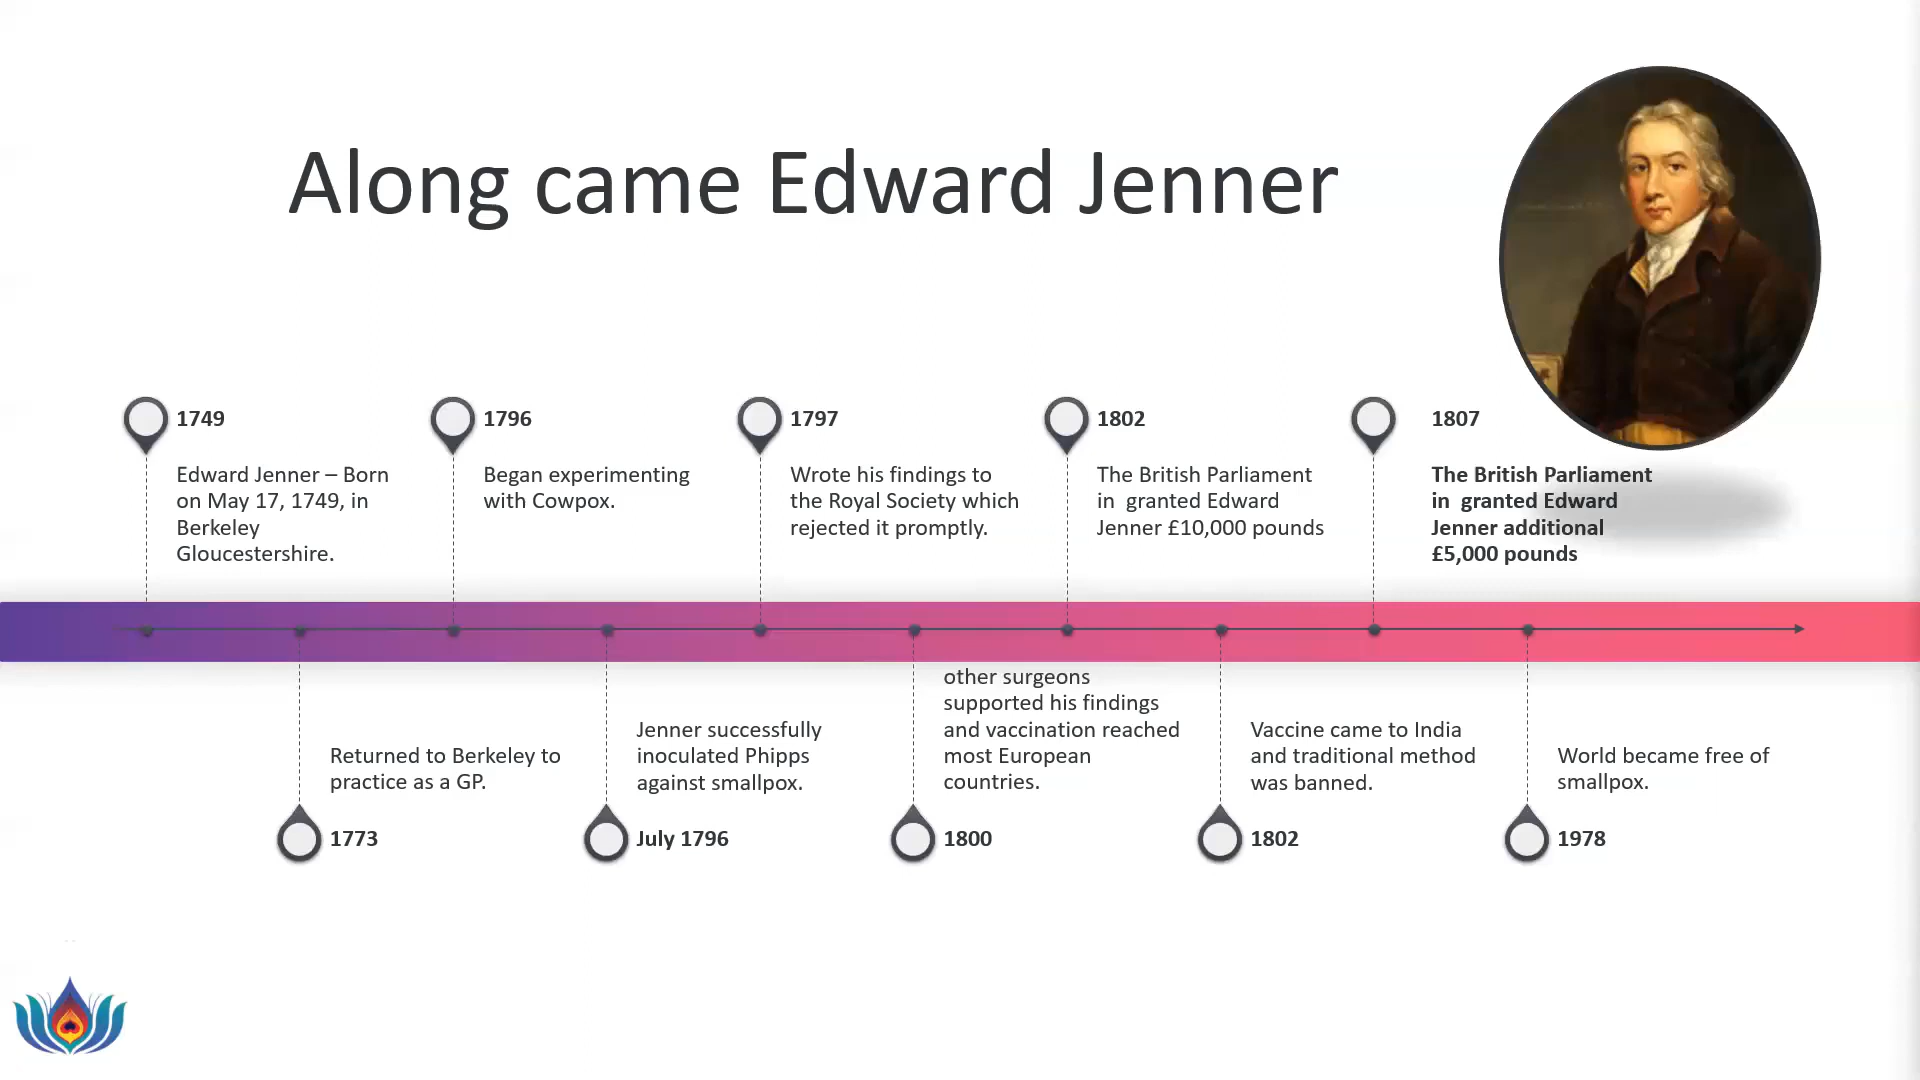 Along came Edward Jenner
1749
Edward Jenner – Born
on May 17, 1749, in
Berkeley
Gloucestershire.
1796
Began experimenting
with Cowpox.
1797
Wrote his findings to
the Royal Society which
rejected it promptly.
1802
The British Parliament
in  granted Edward
Jenner £10,000 pounds
1807
The British Parliament
in  granted Edward
Jenner additional
£5,000 pounds
Returned to Berkeley to
practice as a GP.
1773
Jenner successfully
inoculated Phipps
against smallpox.
July 1796
other surgeons
supported his findings
and vaccination reached
most European
countries.
1800
Vaccine came to India
and traditional method
was banned.
1802
World became free of
smallpox.
1978